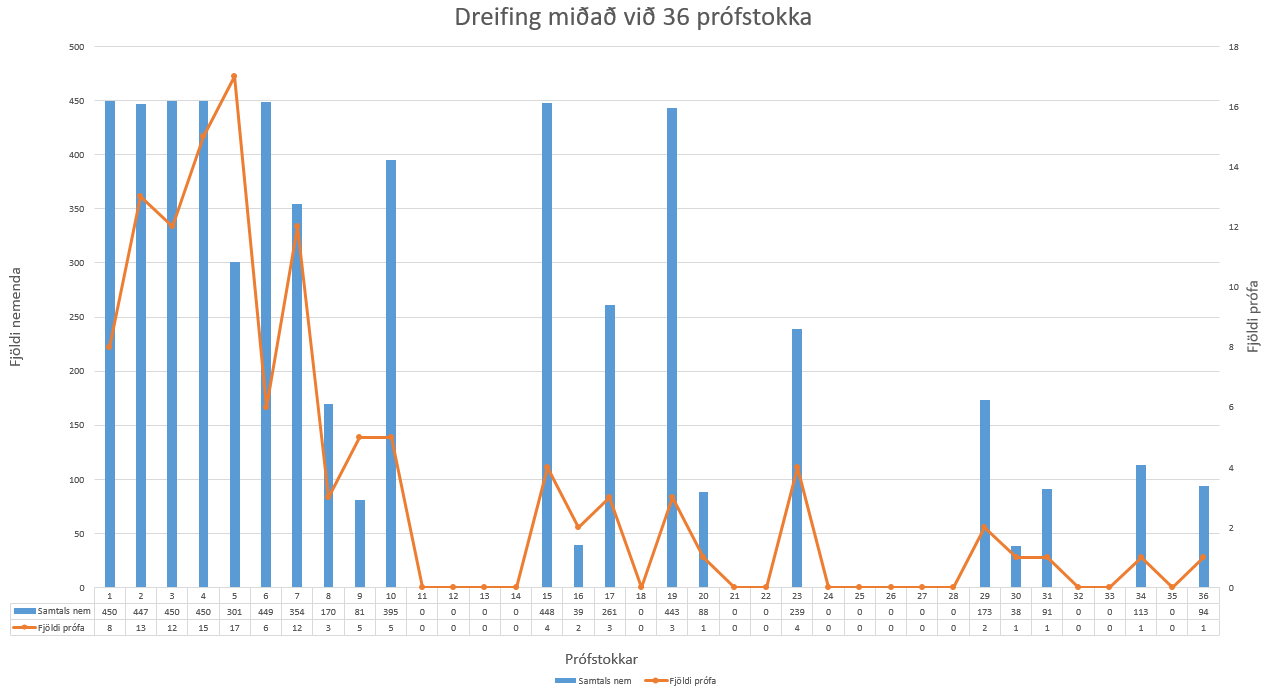 Dreifing miðað við 36 prófstokka
500 18
450 16
400 14
350 12
300 10
250 8
200 6
150 4
100 2
50
0 0
Fjöldi nemenda
Fjöldi prófa
1 2 3 4 5 6 7 8 9 10 11 12 13 14 15 16 17 18 19 20 21 22 23 24 25 26 27 28 29 30 31 32 33 34 35 36
Samtals nem 450 447 450 450 301 449 354 170 81 395 0 0 0 0 448 39 261 0 443 88 0 0 239 0 0 0 0 0 173 38 91 0 0 113 0 94
Fjöldi prófa 8 13 12 15 17 6 12 3 5 5 0 0 0 0 4 2 3 0 3 1 0 0 4 0 0 0 0 0 2 1 1 0 0 1 0 1
Prófstokkar
Samtals nem Fjöldi prófa